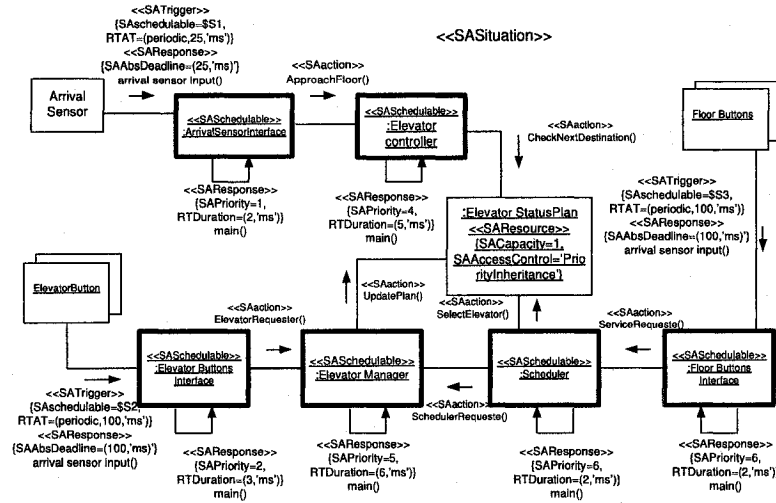 <<SATrigger>>
{SAschedulable=$S1,
RTAT=(periodic,25,'ms')}
<<SAResponse>>
{SAAbsDeadline=(25,'ms)'}
arrival sensor input()
<<SASituation>>
<<SAaction>>
ApproachFloor()
Arrival
Sensor
<<SASchedulable>>
:ArrivalSensorInterface
<<SASchedulable>>
:Elevator
controller
<<SAaction>>
CheckNextDestination()
Floor Buttons
<<SAResponse>>
{SAPriority=1,
RTDuration=(2,'ms')}
main()
<<SAResponse>>
{SAPriority=4,
RTDuration=(5,'ms')}
main()
<<SATrigger>>
{SAschedulable=$S3,
RTAT=(periodic,100,'ms')}
<<SAResponse>>
{SAAbsDeadline=(100,'ms)'}
arrival sensor input()
:Elevator StatusPlan
<<SAResource>>
{SACapacity=1,
SAAccessControl='Prio
rityInheritance'}
ElevatorButton
<<SAaction>>
ElevatorRequester()
<<SAaction>>
UpdatePlan()
<<SAaction>>
SelectElevator()
<<SAaction>>
ServiceRequeste()
<<SASchedulable>>
:Elevator Buttons
Interface
<<SASchedulable>>
:Elevator Manager
<<SASchedulable>>
:Scheduler
<<SASchedulable>>
:Floor Buttons
Interface
<<SAaction>>
SchedulerRequeste()
<<SATrigger>>
{SAschedulable=$S2,
RTAT=(periodic,100,'ms')}
<<SAResponse>>
{SAAbsDeadline=(100,'ms)'}
arrival sensor input()
<<SAResponse>>
{SAPriority=2,
RTDuration=(3,'ms')}
main()
<<SAResponse>>
{SAPriority=5,
RTDuration=(6,'ms')}
main()
<<SAResponse>>
{SAPriority=6,
RTDuration=(2,'ms')}
main()
<<SAResponse>>
{SAPriority=6,
RTDuration=(2,'ms')}
main()